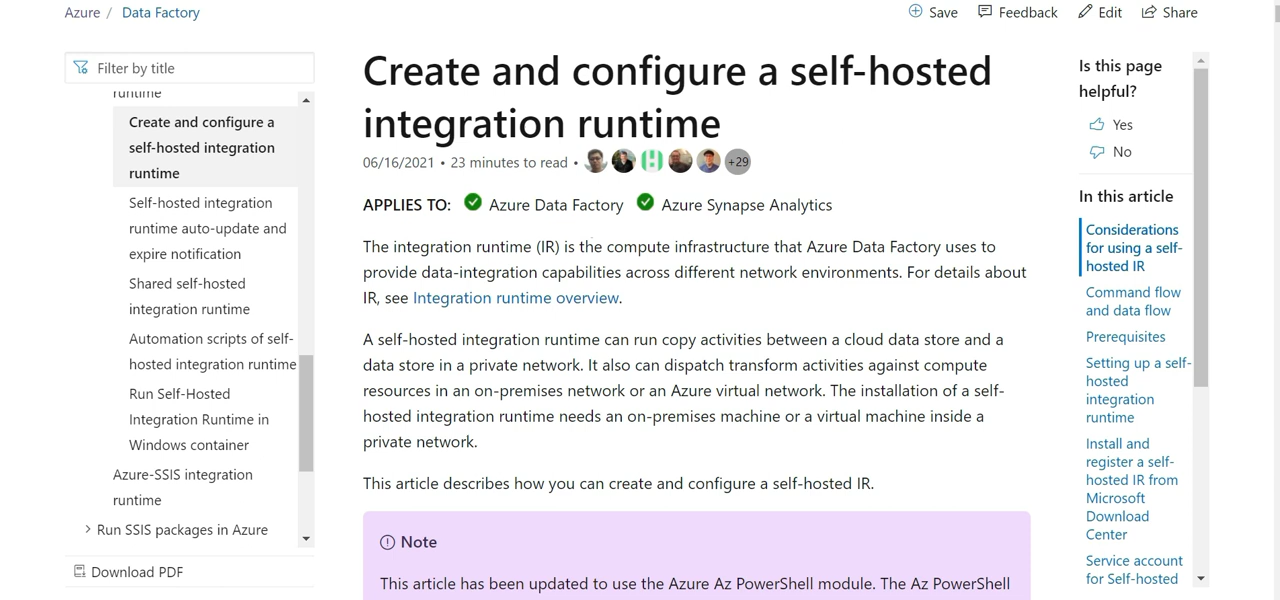 Azure / Data Factory
Save Feedback Edit Share
Filter by title
runtime
Create and configure a
self-hosted integration
runtime
Self-hosted integration
runtime auto-update and
expire notification
Shared self-hosted
integration runtime
Automation scripts of self-
hosted integration runtime
Run Self-Hosted
Integration Runtime in
Windows container
Azure-SSIS integration
runtime
Run SSIS packages in Azure
Download PDF
Create and configure a self-hosted
integration runtime
06/16/2021 • 23 minutes to read • +29
APPLIES TO: Azure Data Factory Azure Synapse Analytics
The integration runtime (IR) is the compute infrastructure that Azure Data Factory uses to
provide data-integration capabilities across different network environments. For details about
IR, see Integration runtime overview.
A self-hosted integration runtime can run copy activities between a cloud data store and a
data store in a private network. It also can dispatch transform activities against compute
resources in an on-premises network or an Azure virtual network. The installation of a self-
hosted integration runtime needs an on-premises machine or a virtual machine inside a
private network.
This article describes how you can create and configure a self-hosted IR.
Note
This article has been updated to use the Azure Az PowerShell module. The Az PowerShell
Is this page
helpful?
Yes
No
In this article
Considerations
for using a self-
hosted IR
Command flow
and data flow
Prerequisites
Setting up a self-
hosted
integration
runtime
Install and
register a self-
hosted IR from
Microsoft
Download
Center
Service account
for Self-hosted